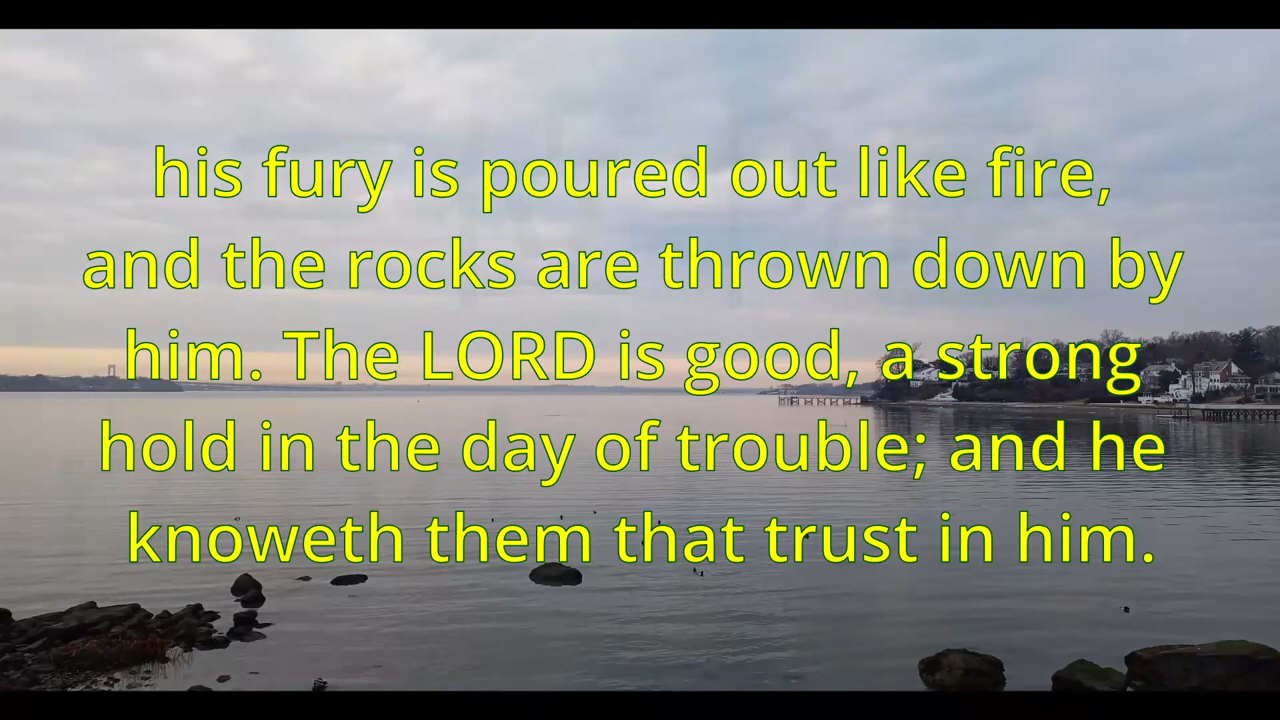 his fury is poured out like fire,
and the rocks are thrown down by
him. The LORD is good, a strong
hold in the day of trouble; and he
knoweth them that trust in him.